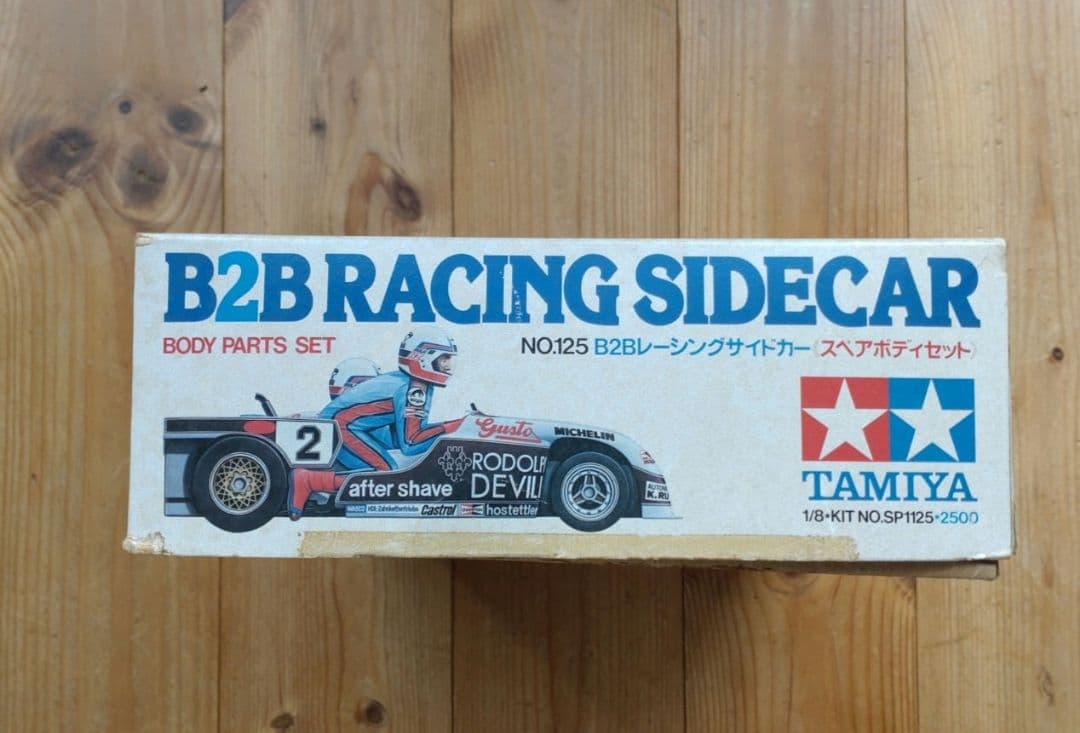 B2B RACING SIDECAR
BODY PARTS SET
NO.125 B2Bレーシングサイドカー《スペアボディセット》
2
Gusto
MICHELIN
RODOLF
DEVIL
after shave
Castrol
hostettler
K.RU
TAMIYA
1/8•KIT NO.SP1125•2500